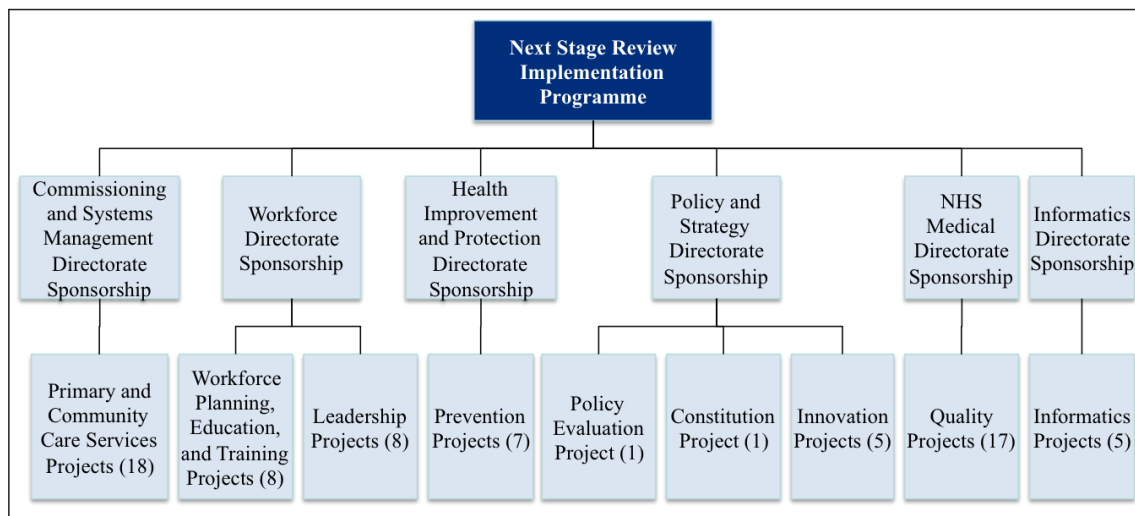 Next Stage Review
Implementation
Programme
Commissioning
and Systems
Management
Directorate
Sponsorship
Workforce
Directorate
Sponsorship
Health
Improvement
and Protection
Directorate
Sponsorship
Policy and
Strategy
Directorate
Sponsorship
NHS
Medical
Directorate
Sponsorship
Informatics
Directorate
Sponsorship
Primary and
Community
Care Services
Projects (18)
Workforce
Planning,
Education,
and Training
Projects (8)
Leadership
Projects (8)
Prevention
Projects (7)
Policy
Evaluation
Project (1)
Constitution
Project (1)
Innovation
Projects (5)
Quality
Projects (17)
Informatics
Projects (5)